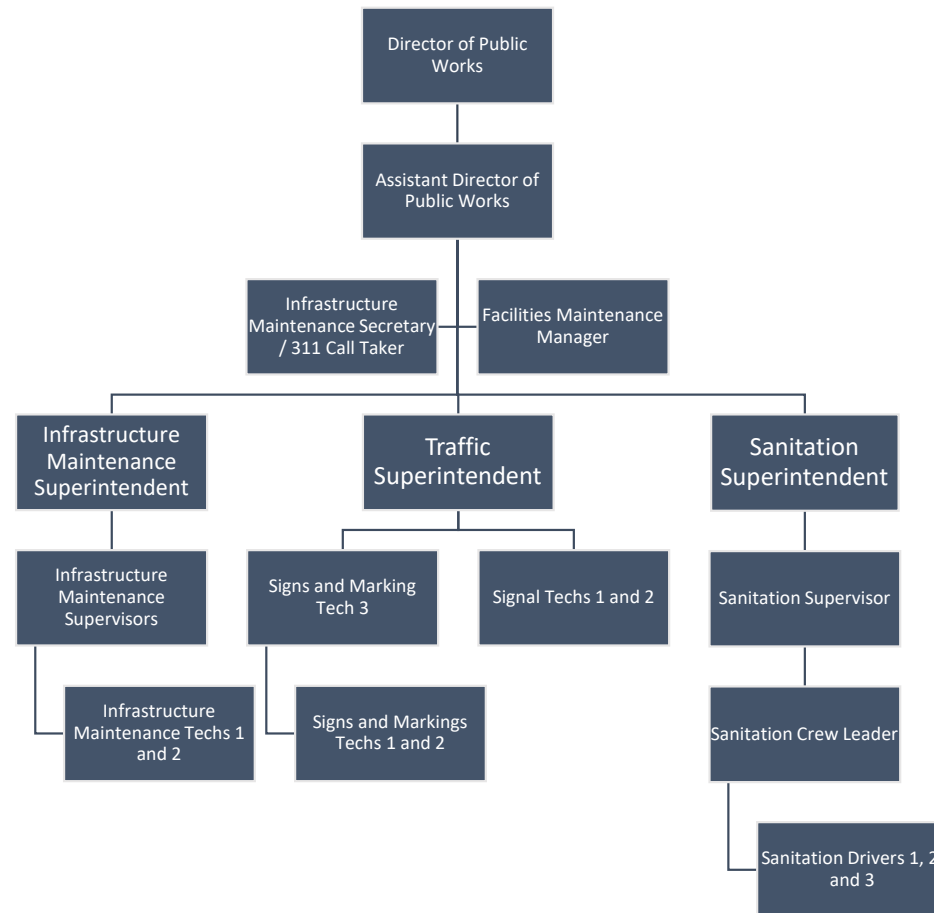 Director of Public
Works
Assistant Director of
Public Works
Infrastructure
Maintenance Secretary
/ 311 Call Taker
Facilities Maintenance
Manager
Infrastructure
Maintenance
Superintendent
Traffic
Superintendent
Sanitation
Superintendent
Infrastructure
Maintenance
Supervisors
Signs and Marking
Tech 3
Signal Techs 1 and 2
Sanitation Supervisor
Infrastructure
Maintenance Techs 1
and 2
Signs and Markings
Techs 1 and 2
Sanitation Crew Leader
Sanitation Drivers 1, 2
and 3